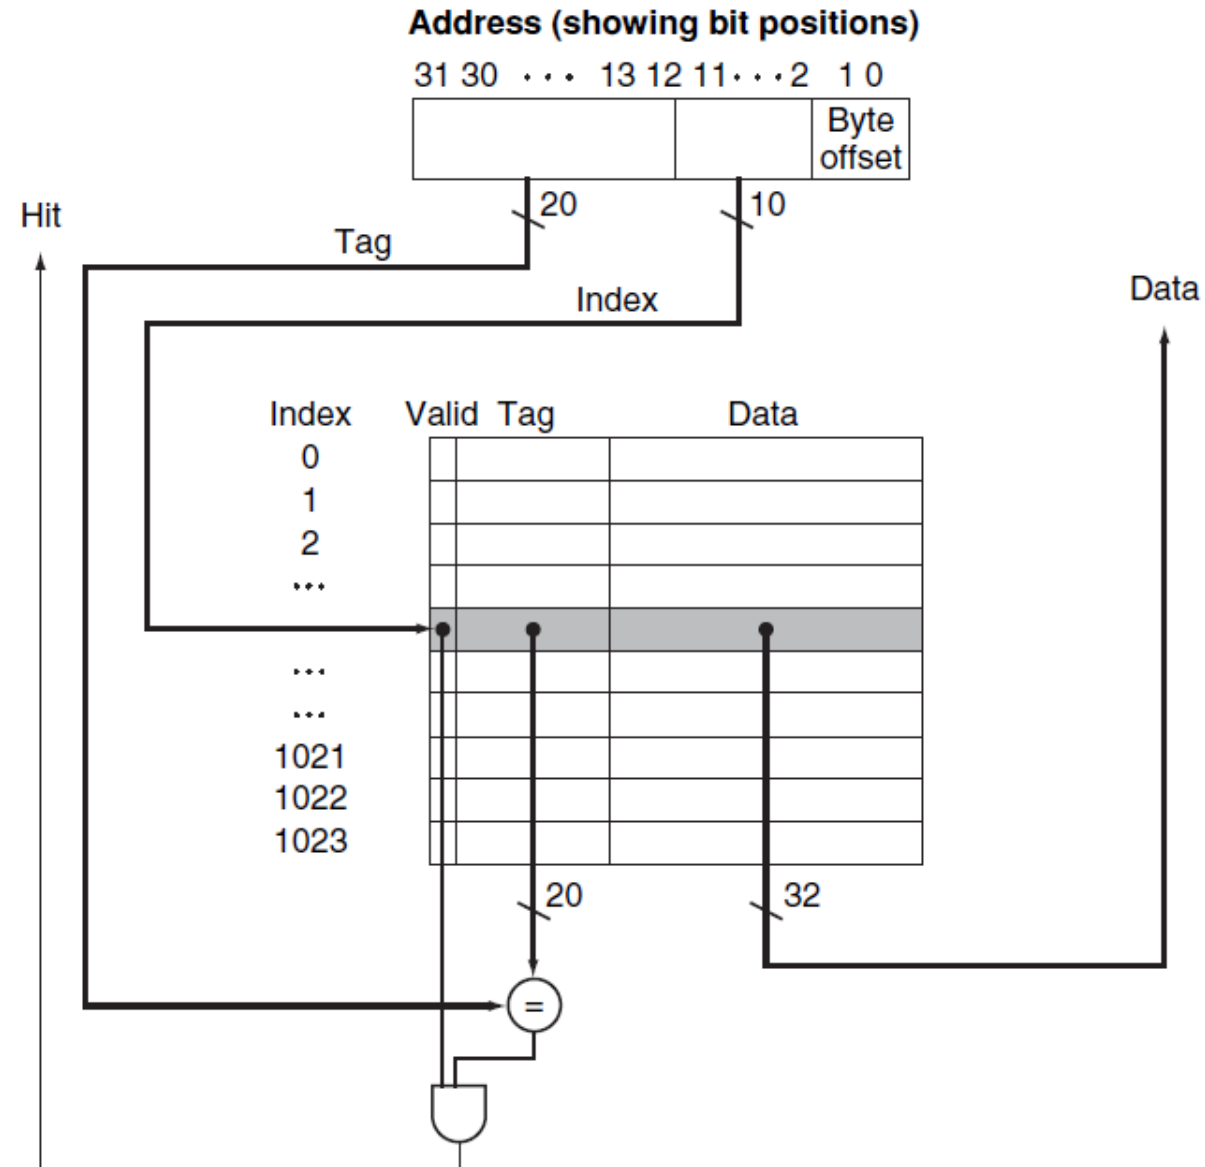 Address (showing bit positions)
31 30 ··· 13 12 11 ··· 2 1 0
Byte
offset
20 10
Hit
Tag
Data
Index
Index Valid Tag Data
0
1
2
...
...
...
1021
1022
1023
20 32
=